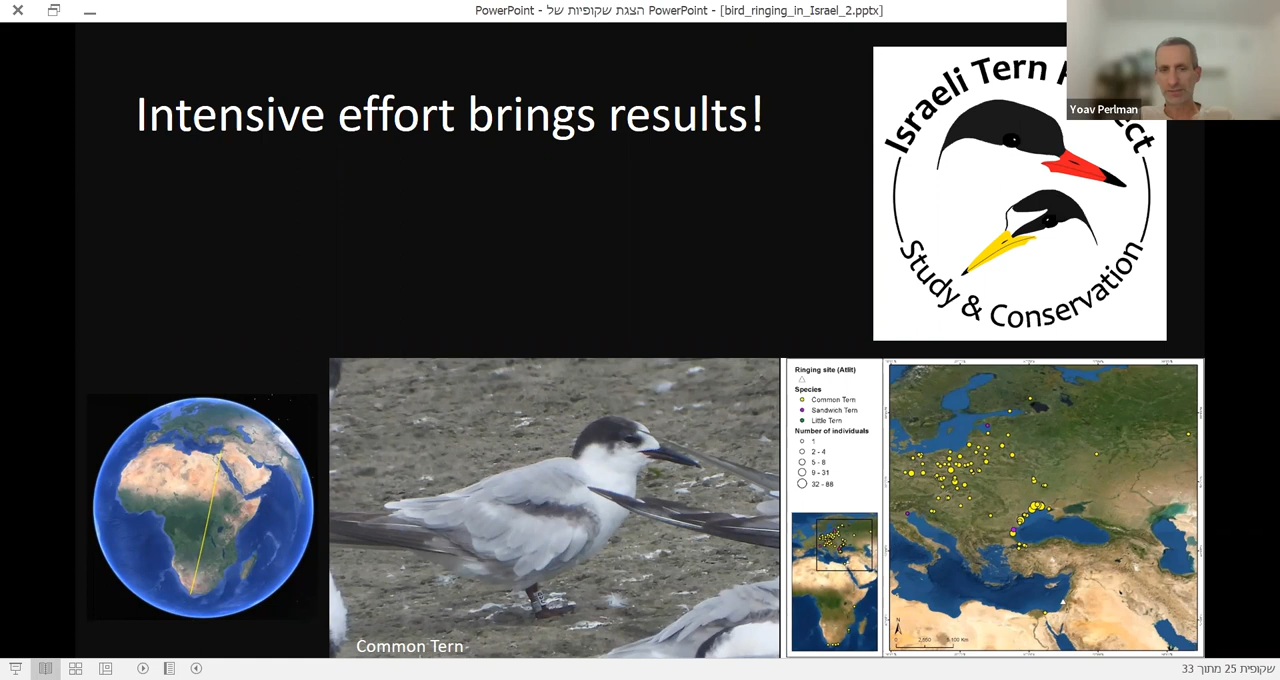 PowerPoint הצגת שקופיות של - PowerPoint - [bird_ringing_in_Israel_2.pptx]
Yoav Perlman
Intensive effort brings results!
Israeli Tern
Study & Conservation
Ringing site (Atlit)
Species
Common Tern
Sandwich Tern
Little Tern
Number of individuals
1
2 - 4
5 - 8
9 - 31
32 - 88
N
Common Tern
שקופית 25 מתוך 33